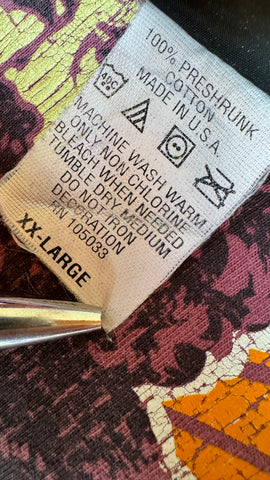 100% PRESHRUNK
COTTON
MADE IN U.S.A.
MACHINE WASH WARM.
ONLY NON CHLORINE
BLEACH WHEN NEEDED
TUMBLE DRY MEDIUM
DO NOT IRON
DECORATION
RN 105033
XX-LARGE